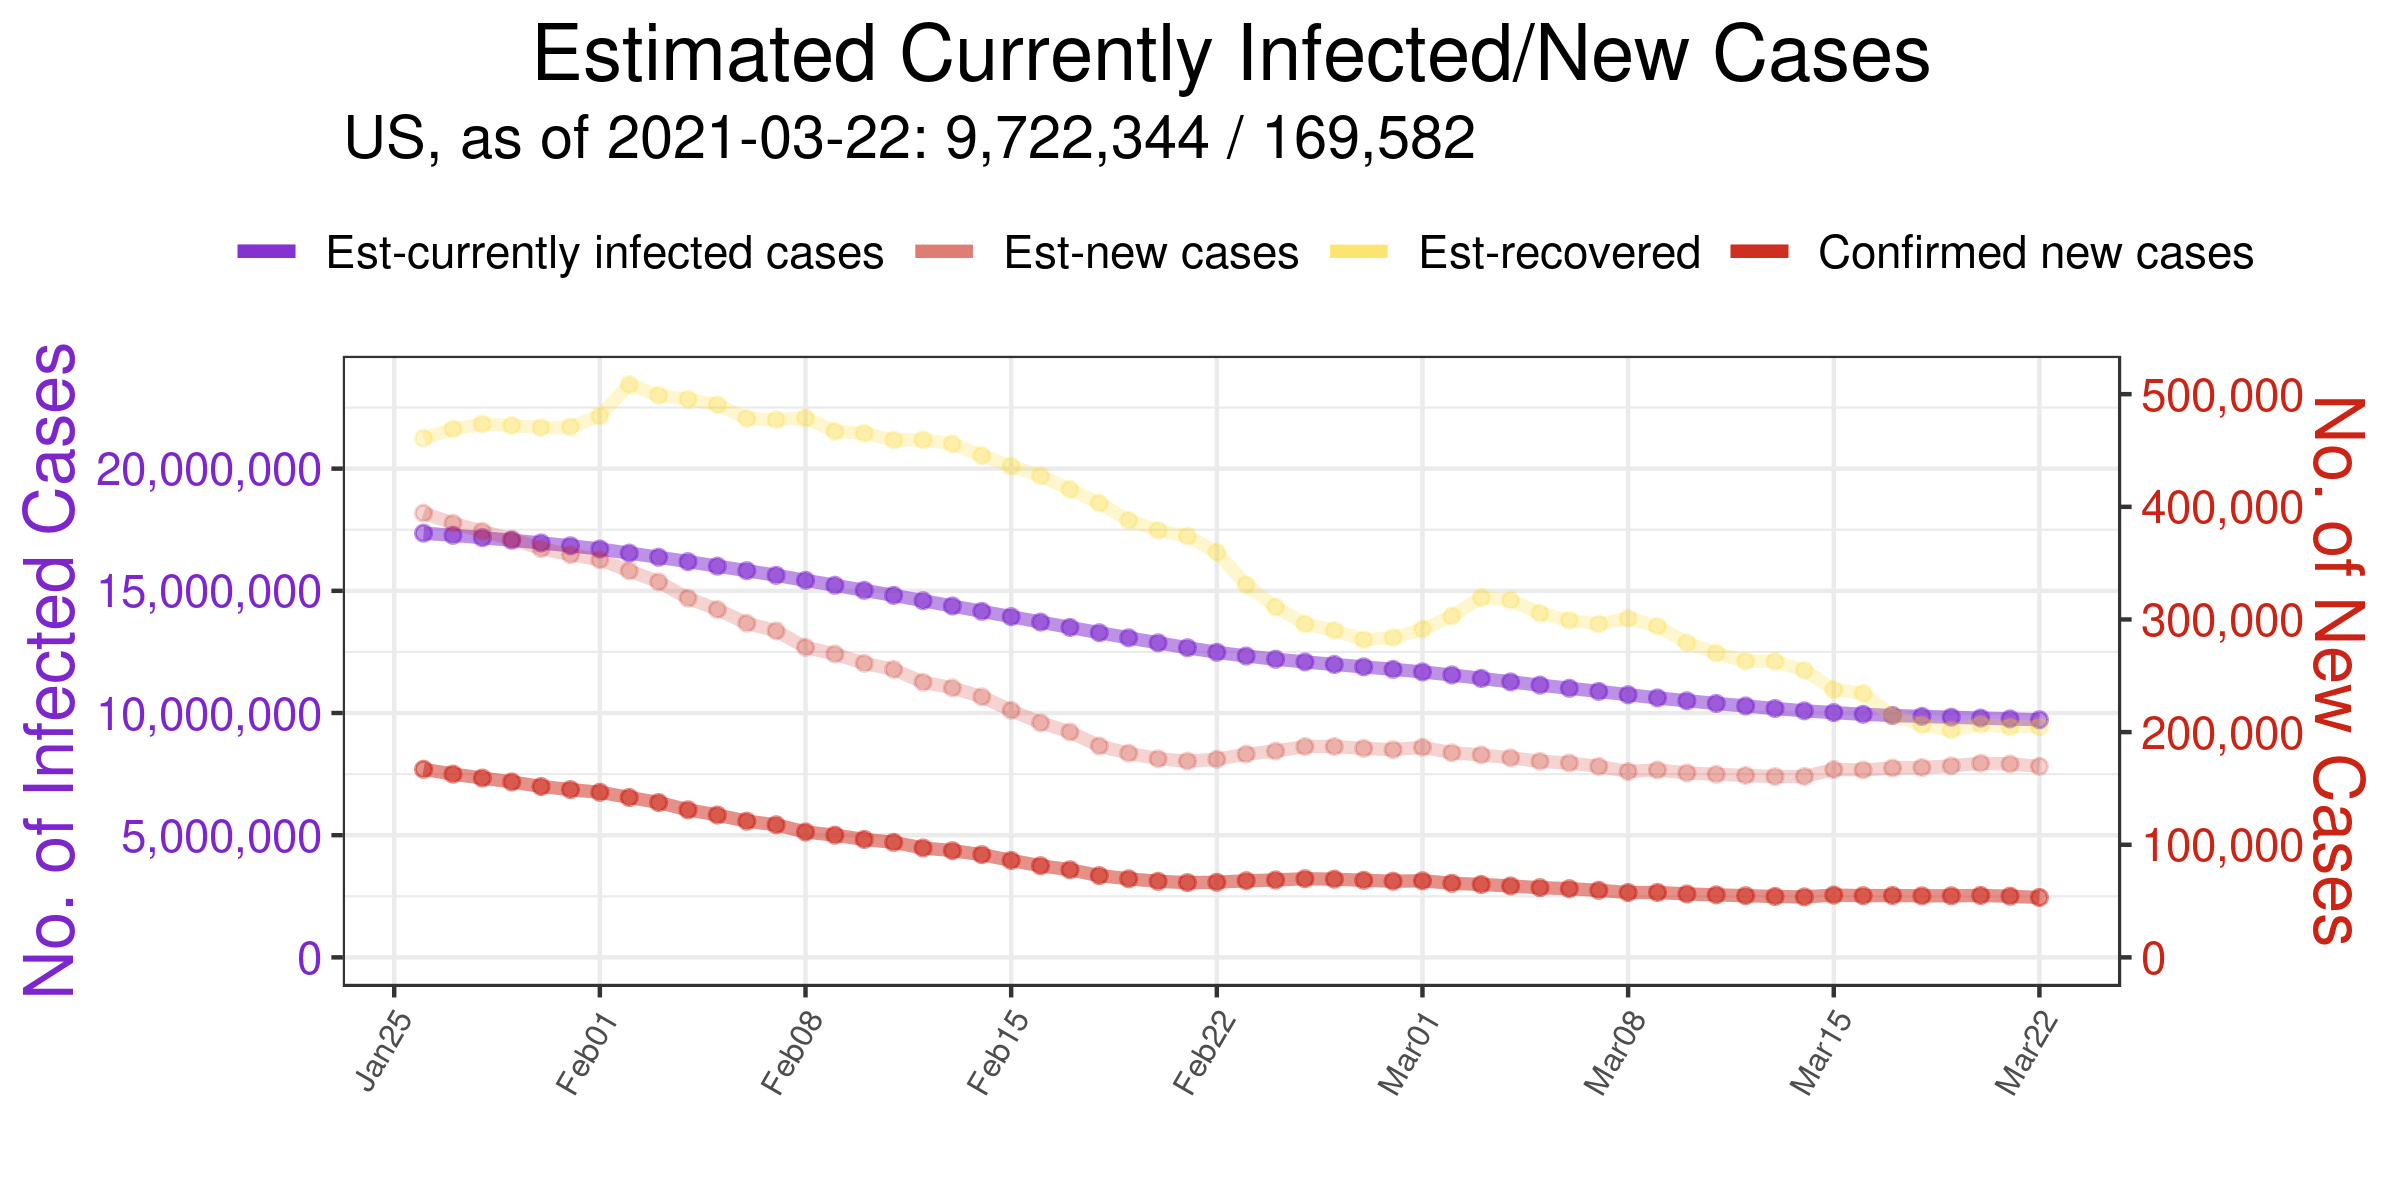 Estimated Currently Infected/New Cases
US, as of 2021-03-22: 9,722,344 / 169,582
Est-currently infected cases Est-new cases Est-recovered Confirmed new cases
No. of Infected Cases
20,000,000
15,000,000
10,000,000
5,000,000
0
500,000
400,000
300,000
200,000
100,000
0
No. of New Cases
Jan25 Feb01 Feb08 Feb15 Feb22 Mar01 Mar08 Mar15 Mar22